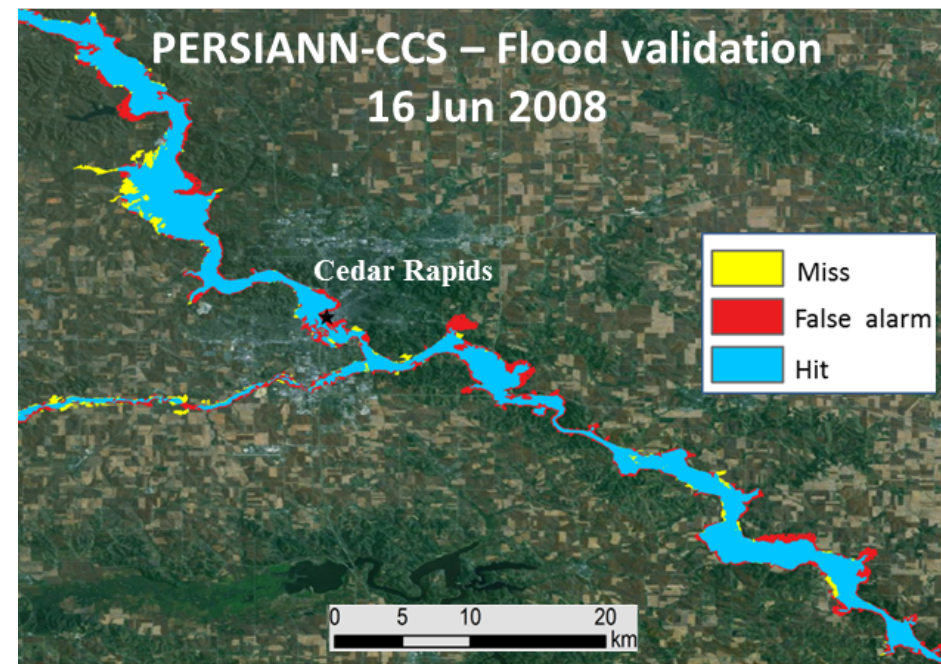 PERSIANN-CCS – Flood validation
16 Jun 2008
Cedar Rapids
Miss
False alarm
Hit
0 5 10 20
km